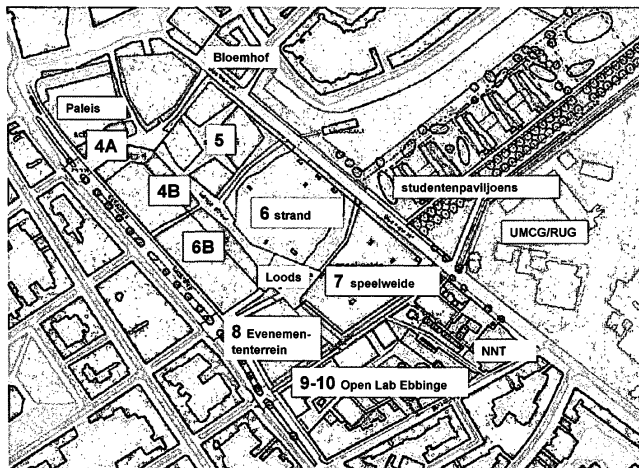 Bloemhof
Paleis
4A
5
4B
studentenpaviljoens
6 strand
UMCG/RUG
6B
Loods
7 speelweide
8 Evenemen-
tenterrein
NNT
9-10 Open Lab Ebbinge